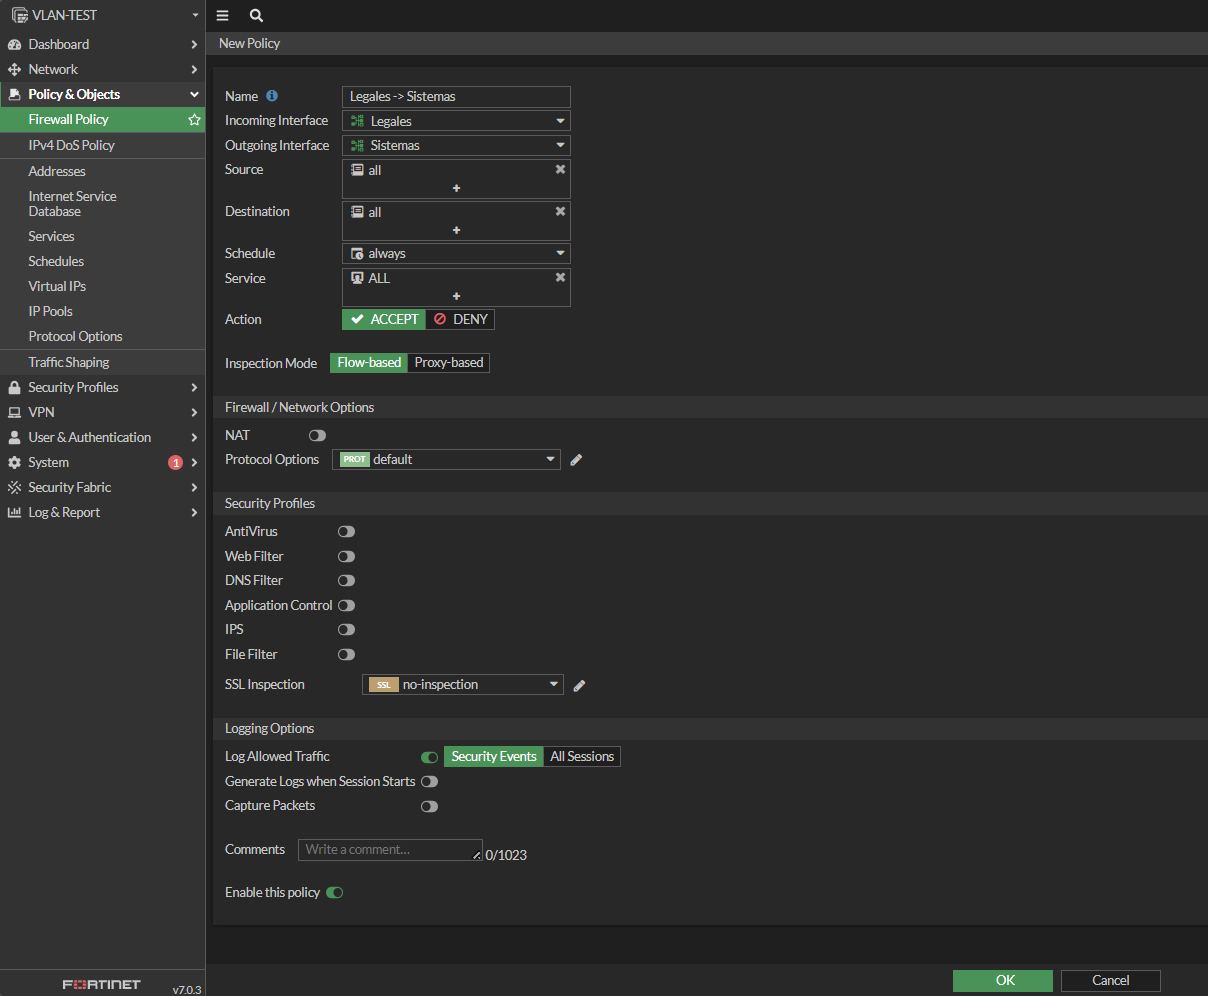 VLAN-TEST
Dashboard
Network
Policy & Objects
Firewall Policy
IPv4 DoS Policy
Addresses
Internet Service
Database
Services
Schedules
Virtual IPs
IP Pools
Protocol Options
Traffic Shaping
Security Profiles
VPN
User & Authentication
System 1
Security Fabric
Log & Report
FORTINET v7.0.3
New Policy
Name Legales -> Sistemas
Incoming Interface Legales
Outgoing Interface Sistemas
Source all
+
Destination all
+
Schedule always
Service ALL
+
Action ACCEPT DENY
Inspection Mode Flow-based Proxy-based
Firewall / Network Options
NAT
Protocol Options PROT default
Security Profiles
AntiVirus
Web Filter
DNS Filter
Application Control
IPS
File Filter
SSL Inspection SSL no-inspection
Logging Options
Log Allowed Traffic Security Events All Sessions
Generate Logs when Session Starts
Capture Packets
Comments Write a comment... 0/1023
Enable this policy
OK Cancel